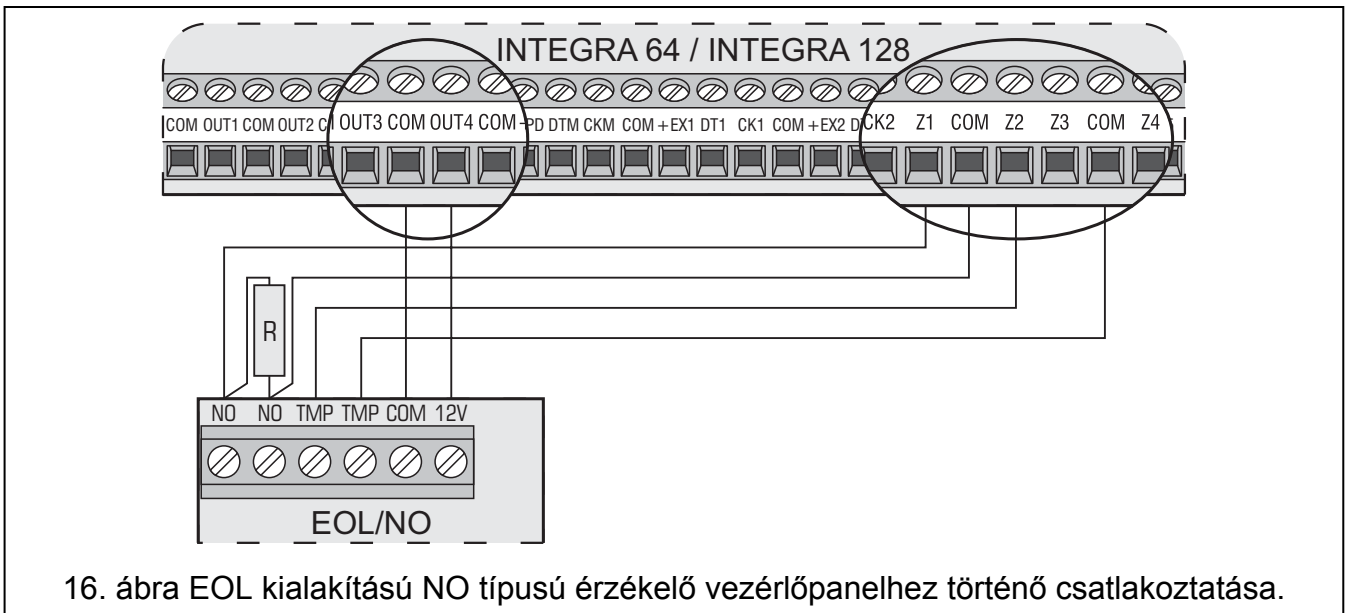 INTEGRA 64 / INTEGRA 128
COM OUT1 COM OUT2 OUT3 COM OUT4 COM PD DTM CKM COM +EX1 DT1 CK1 COM +EX2 CK2 Z1 COM Z2 Z3 COM Z4
R
NO NO TMP TMP COM 12V
EOL/NO
16. ábra EOL kialakítású NO típusú érzékelő vezérlőpanelhez történő csatlakoztatása.